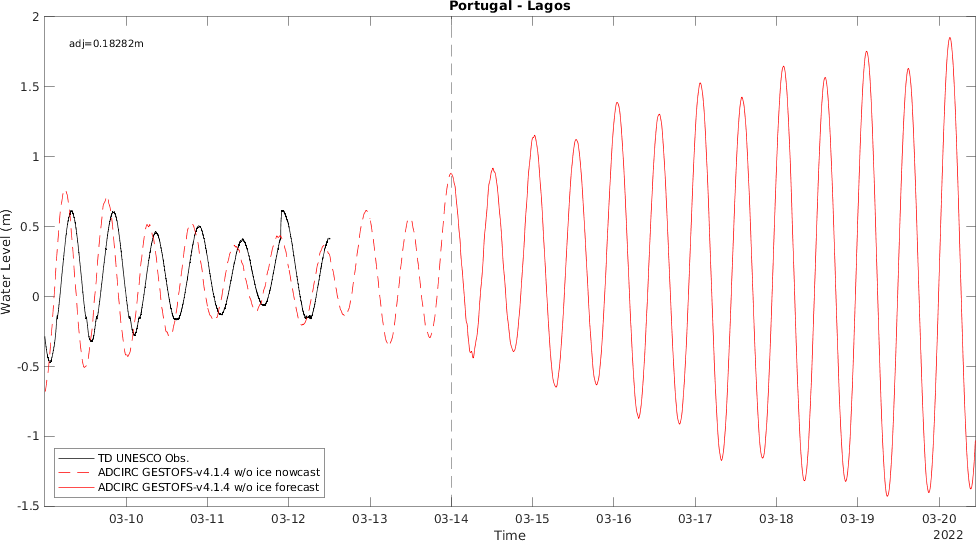 Portugal - Lagos
adj=0.18282m
2
1.5
1
0.5
0
-0.5
-1
-1.5
Water Level (m)
TD UNESCO Obs.
ADCIRC GESTOFS-v4.1.4 w/o ice nowcast
ADCIRC GESTOFS-v4.1.4 w/o ice forecast
03-10 03-11 03-12 03-13 03-14 03-15 03-16 03-17 03-18 03-19 03-20
Time
2022